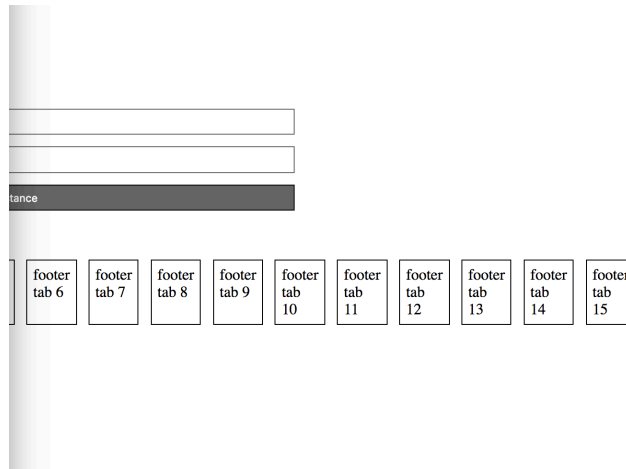 tance
footer
tab 6
footer
tab 7
footer
tab 8
footer
tab 9
footer
tab
10
footer
tab
11
footer
tab
12
footer
tab
13
footer
tab
14
footer
tab
15